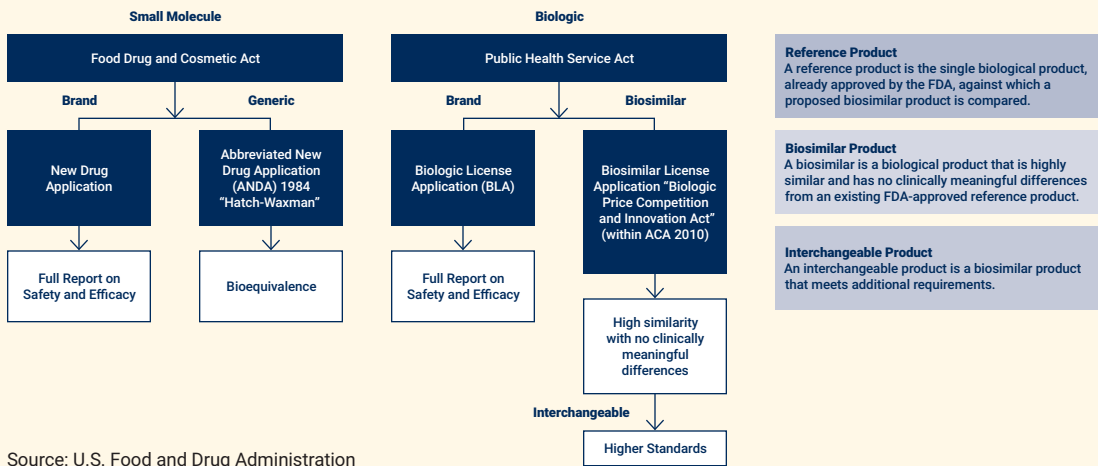 Small Molecule
Food Drug and Cosmetic Act
Brand
Generic
New Drug
Application
Abbreviated New
Drug Application
(ANDA) 1984
“Hatch-Waxman”
Full Report on
Safety and Efficacy
Bioequivalence
Biologic
Public Health Service Act
Brand
Biosimilar
Biologic License
Application (BLA)
Biosimilar License
Application “Biologic
Price Competition
and Innovation Act”
(within ACA 2010)
Full Report on
Safety and Efficacy
High similarity
with no clinically
meaningful
differences
Interchangeable
Higher Standards
Reference Product
A reference product is the single biological product,
already approved by the FDA, against which a
proposed biosimilar product is compared.
Biosimilar Product
A biosimilar is a biological product that is highly
similar and has no clinically meaningful differences
from an existing FDA-approved reference product.
Interchangeable Product
An interchangeable product is a biosimilar product
that meets additional requirements.
Source: U.S. Food and Drug Administration